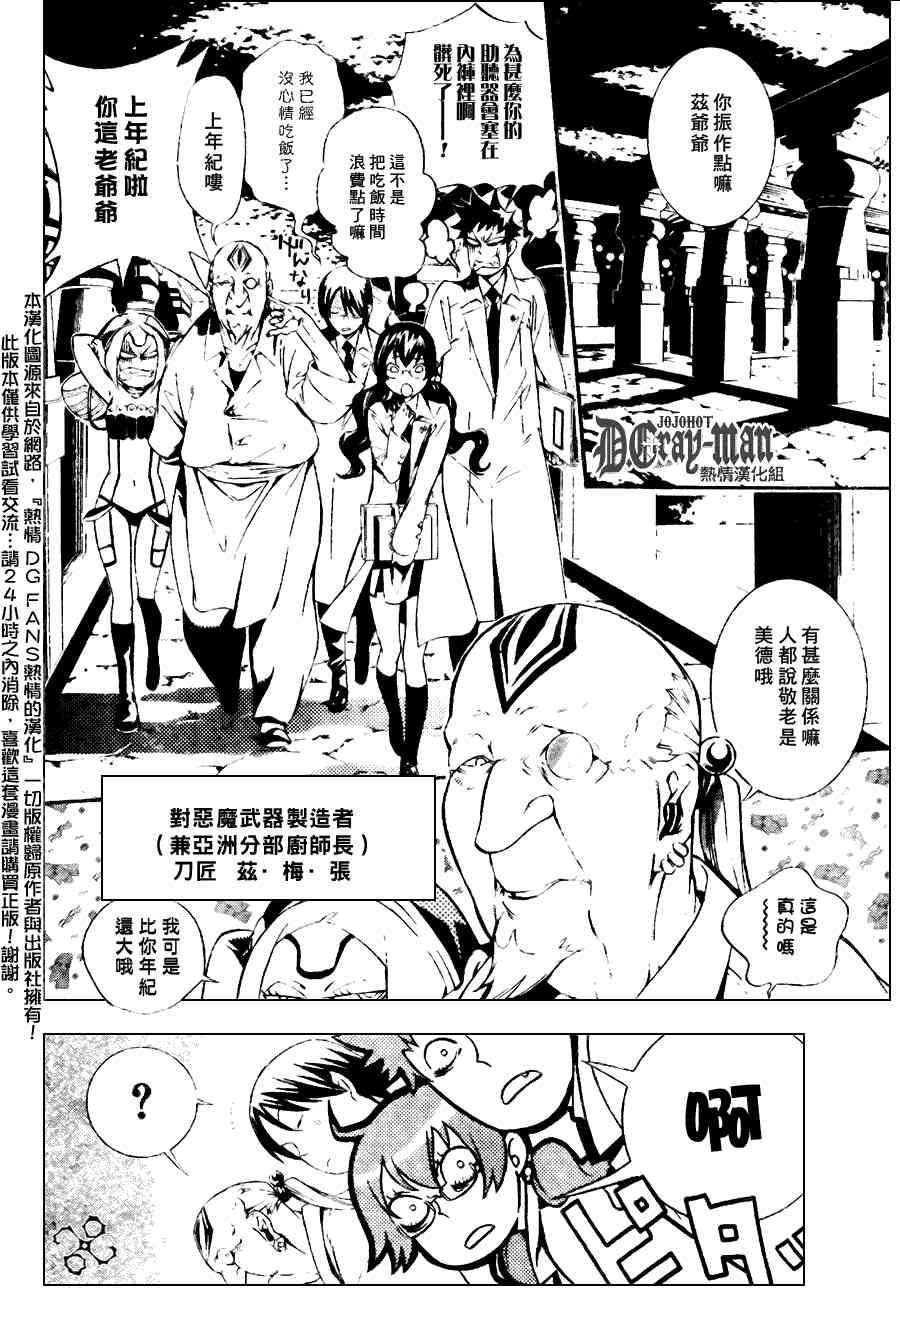 你振作點嘛
茲爺爺
為甚麼你的
助聽器會塞在
內褲裡啊
髒死了——!
這不是
把吃飯時間
浪費點了嘛
我已經
沒心情吃飯了…
上年紀嘍
上年紀啦
你這老爺爺
げんなり
JOJOHOT
D.Gray-man
熱情漢化組
有甚麼關係嘛
人都說敬老是
美德哦
對惡魔武器製造者
(兼亞洲分部廚師長)
刀匠 茲·梅·張
這是
真的嗎
~~~~
我可是
比你年紀
還大哦
啊
?
ピタッ
本漢化圖源來自於網路,『熱情DG FANS熱情的漢化』一切版權歸原作者與出版社擁有!
此版本僅供學習試看交流…請24小時之內消除,喜歡這套漫畫請購買正版!謝謝。